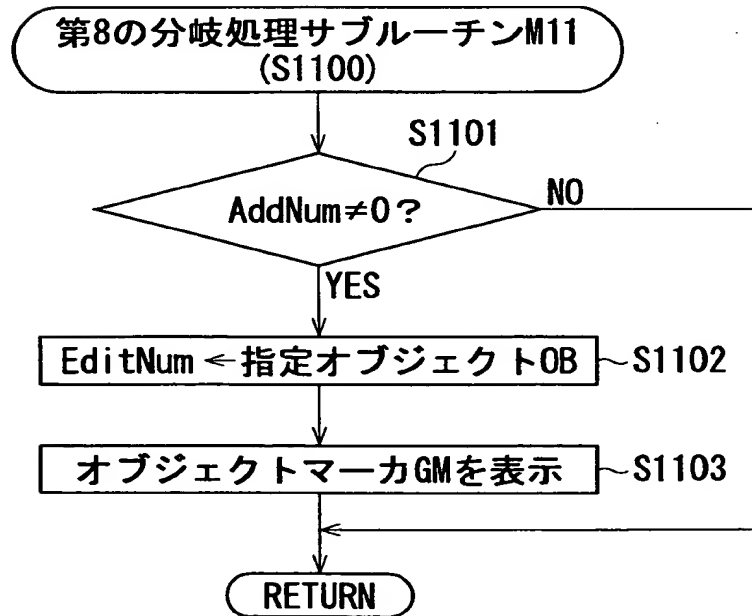 第8の分岐処理サブルーチンM11
(S1100)
S1101
AddNum≠0?
NO
YES
EditNum←指定オブジェクトOB
S1102
オブジェクトマーカGMを表示
S1103
RETURN